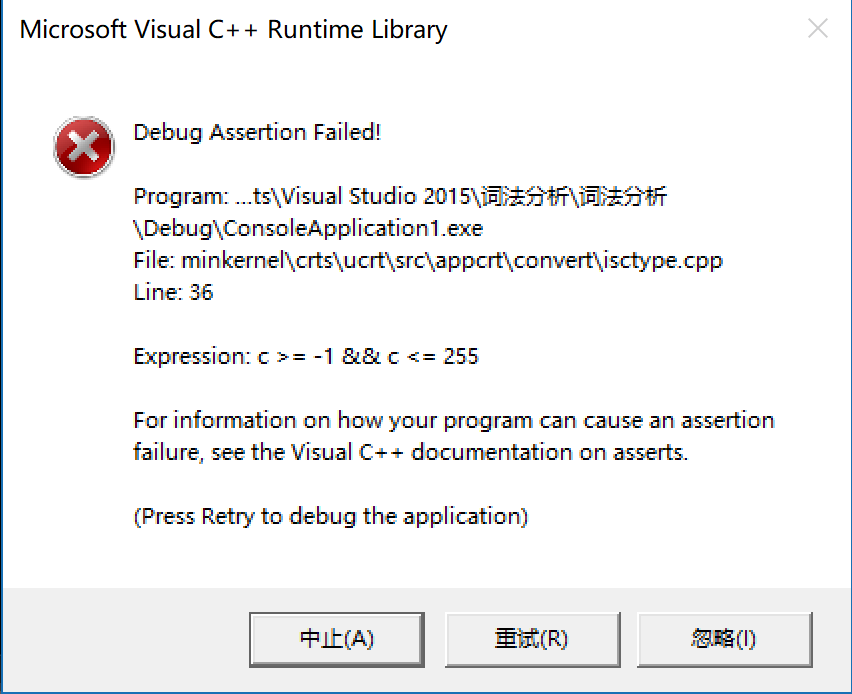 Microsoft Visual C++ Runtime Library
Debug Assertion Failed!
Program: ...ts\Visual Studio 2015\词法分析\词法分析
\Debug\ConsoleApplication1.exe
File: minkernel\crts\ucrt\src\appcrt\convert\isctype.cpp
Line: 36
Expression: c >= -1 && c <= 255
For information on how your program can cause an assertion
failure, see the Visual C++ documentation on asserts.
(Press Retry to debug the application)
中止(A)
重试(R)
忽略(I)